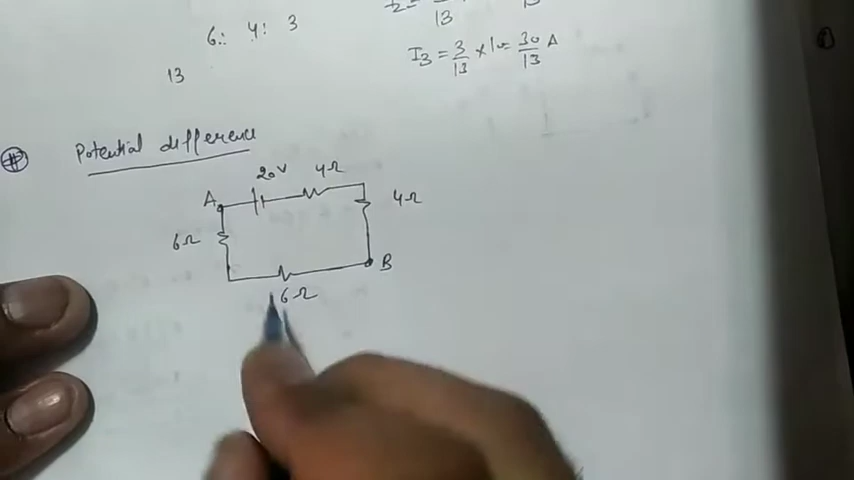 6: 4: 3
13
I3 = 3/13 × 10 = 30/13 A
# Potential difference
20V
4Ω
A
4Ω
6Ω
B
6Ω